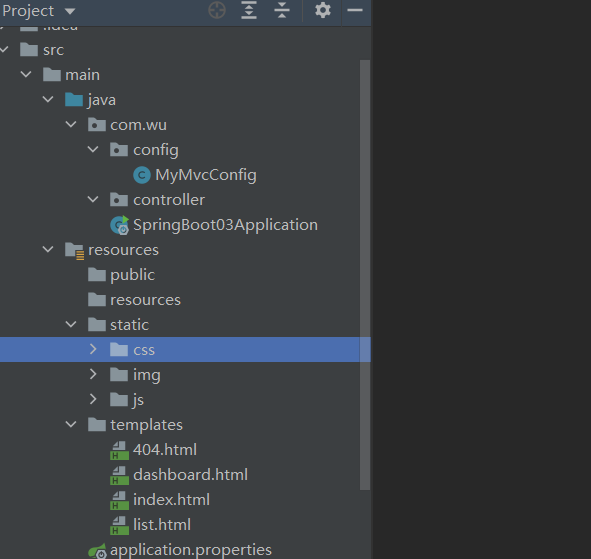 Project
.idea
src
main
java
com.wu
config
C MyMvcConfig
controller
SpringBoot03Application
resources
public
resources
static
css
img
js
templates
H 404.html
H dashboard.html
H index.html
H list.html
application.properties